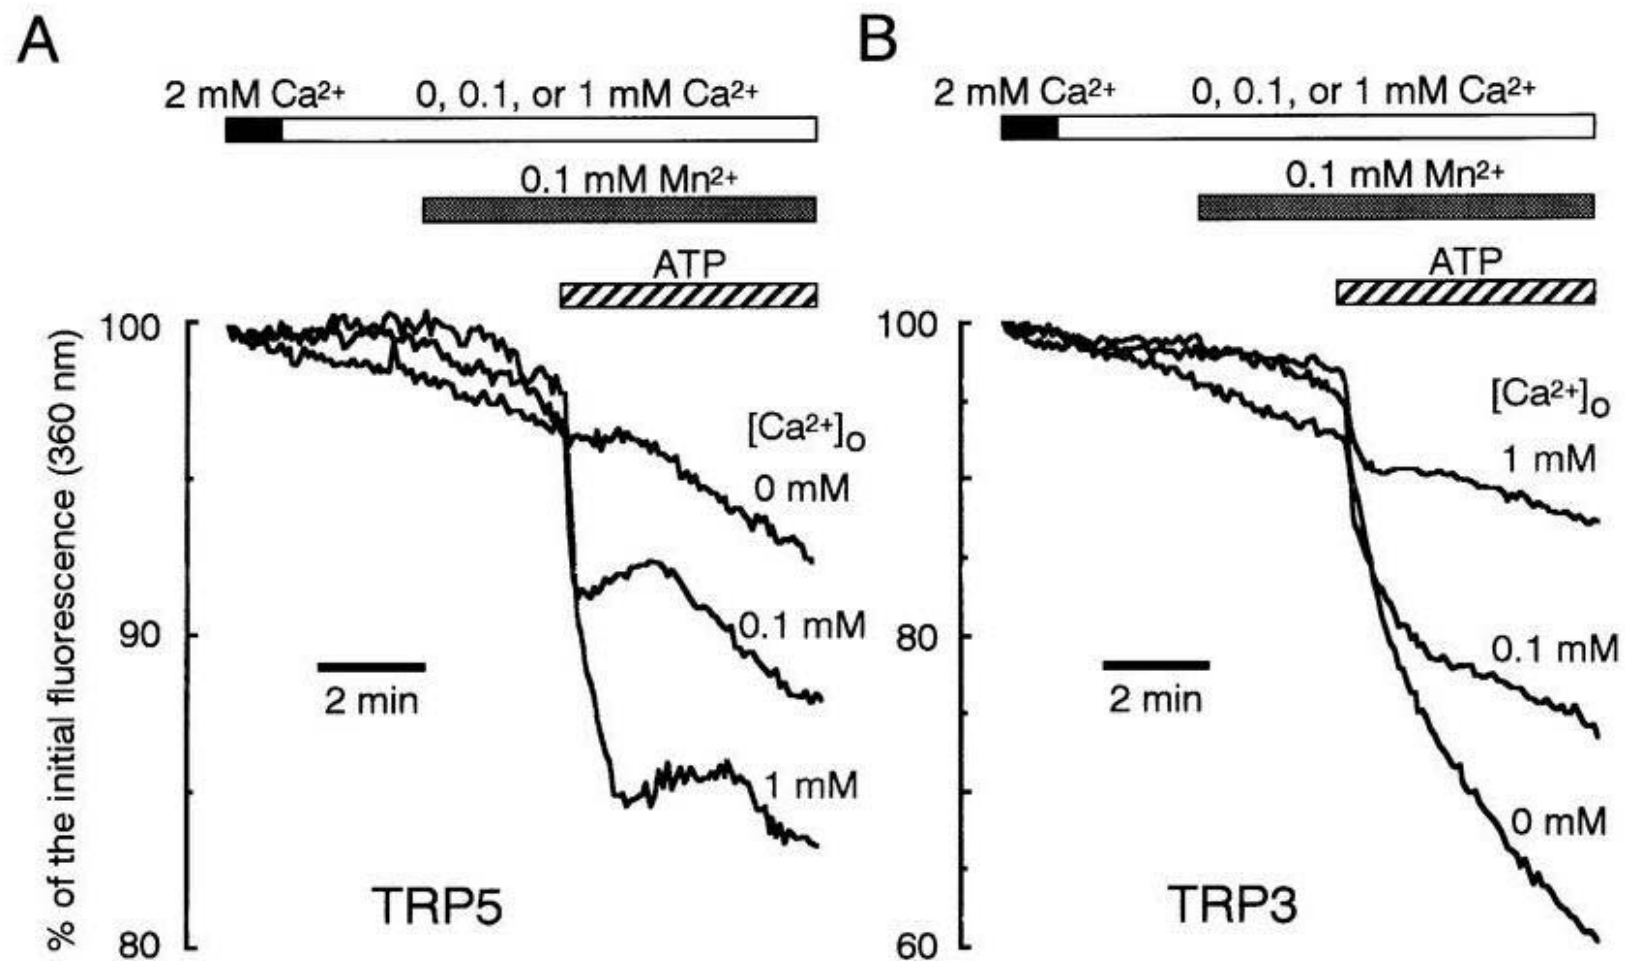 A
2 mM Ca²⁺ 0, 0.1, or 1 mM Ca²⁺
0.1 mM Mn²⁺
ATP
% of the initial fluorescence (360 nm)
100
90
80
[Ca²⁺]o
0 mM
0.1 mM
1 mM
2 min
TRP5
B
2 mM Ca²⁺ 0, 0.1, or 1 mM Ca²⁺
0.1 mM Mn²⁺
ATP
100
80
60
[Ca²⁺]o
1 mM
0.1 mM
0 mM
2 min
TRP3